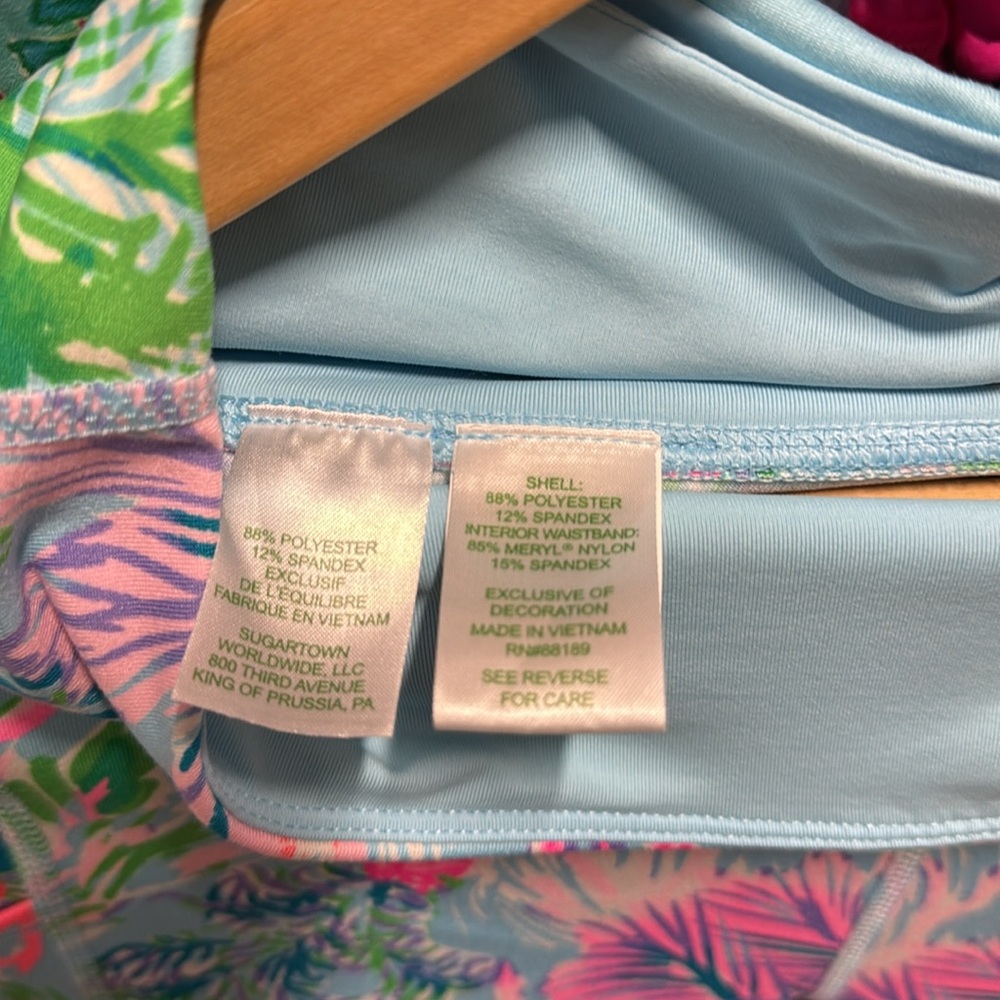 88% POLYESTER
12% SPANDEX
EXCLUSIF
DE L'ÉQUILIBRE
FABRIQUE EN VIETNAM
SUGARTOWN
WORLDWIDE, LLC
800 THIRD AVENUE
KING OF PRUSSIA, PA
SHELL:
88% POLYESTER
12% SPANDEX
INTERIOR WAISTBAND:
85% MERYL® NYLON
15% SPANDEX
EXCLUSIVE OF
DECORATION
MADE IN VIETNAM
RN#88189
SEE REVERSE
FOR CARE